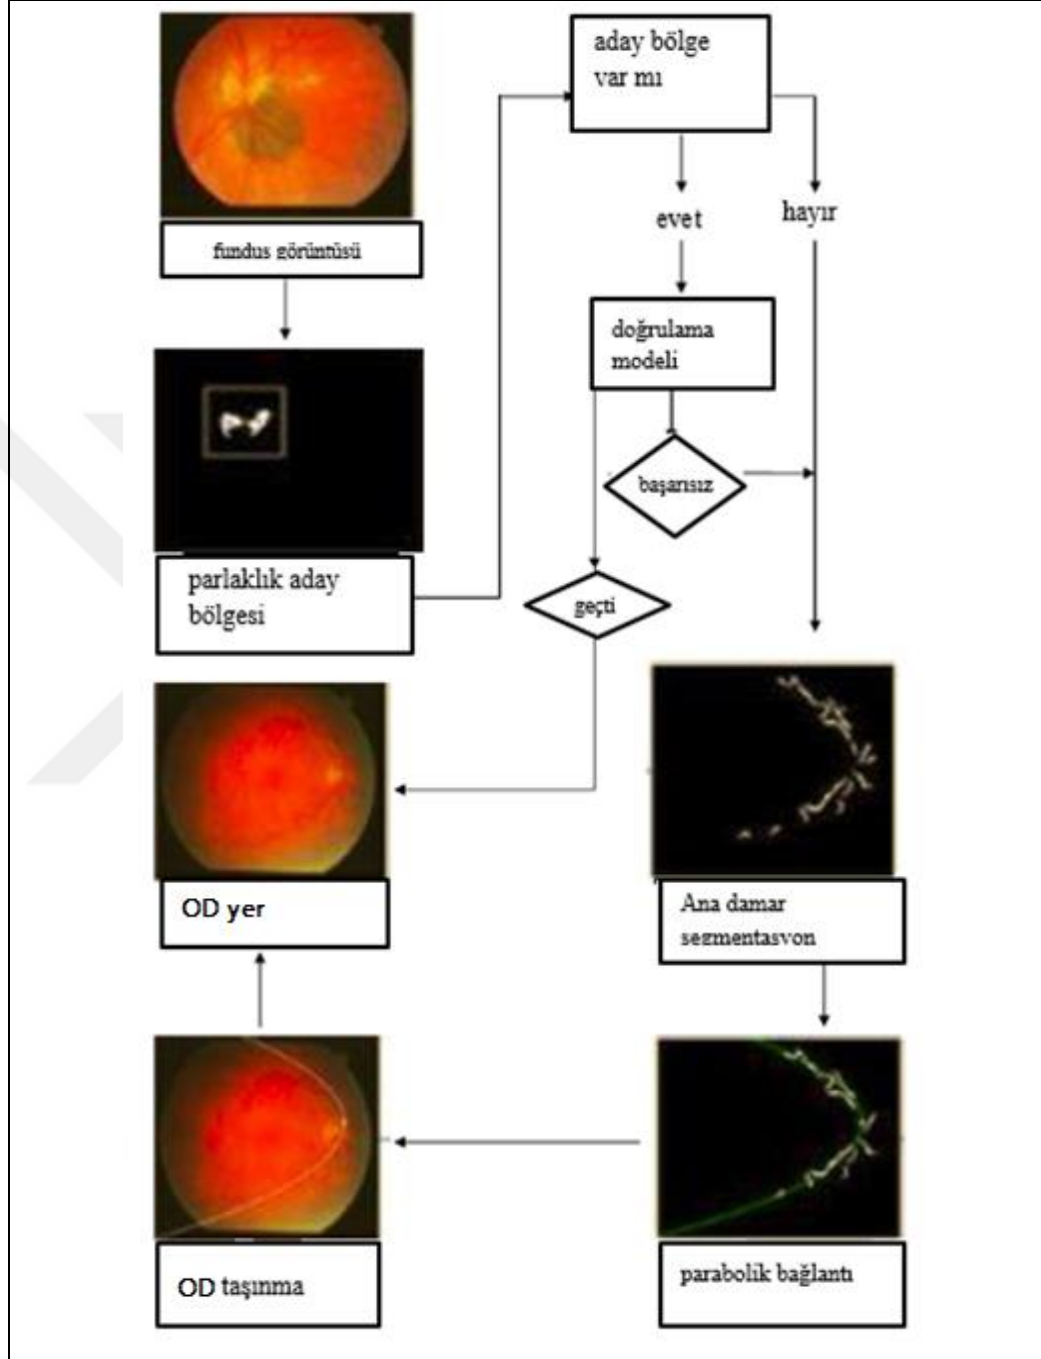 fundus görüntüsü
parlaklık aday
bölgesi
aday bölge
var mı
evet
hayır
doğrulama
modeli
başarısız
geçti
OD yer
Ana damar
segmentasvon
parabolik bağlantı
OD taşınma